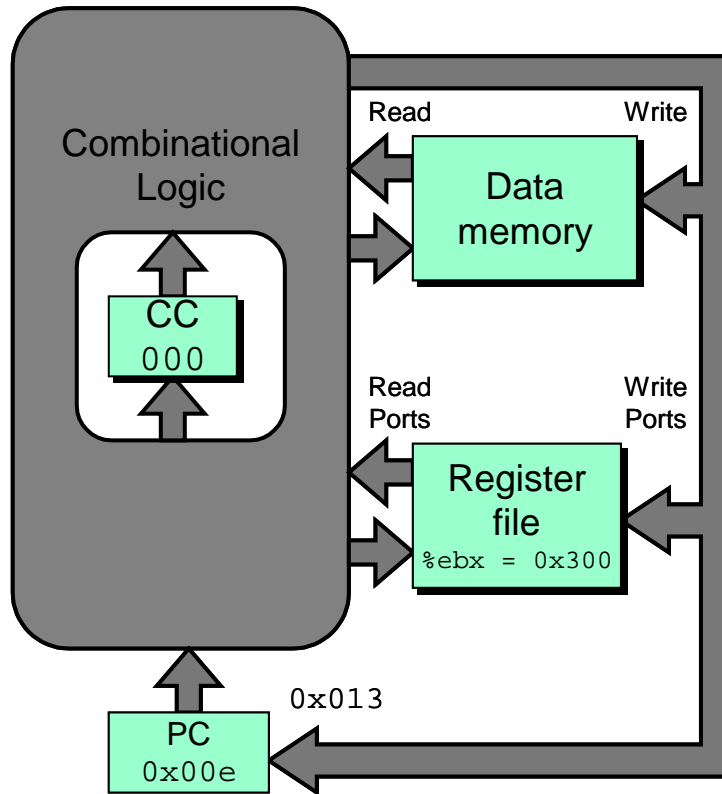 Read
Write
Combinational
Logic
Data
memory
CC
000
Read
Ports
Write
Ports
Register
file
%ebx = 0x300
0x013
PC
0x00e